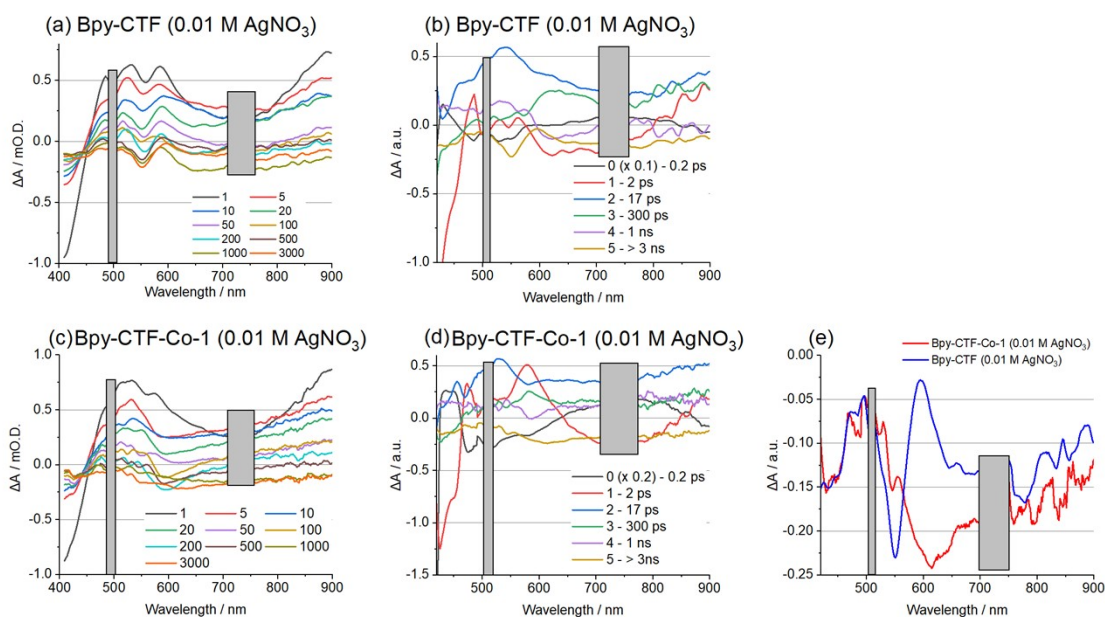 (a) Bpy-CTF (0.01 M AgNO₃)
ΔA / mO.D.
0.5
0.0
-0.5
-1.0
1 5
10 20
50 100
200 500
1000 3000
400 500 600 700 800 900
Wavelength / nm
(b) Bpy-CTF (0.01 M AgNO₃)
ΔA / a.u.
0.5
0.0
-0.5
-1.0
0 (x 0.1) - 0.2 ps
1 - 2 ps
2 - 17 ps
3 - 300 ps
4 - 1 ns
5 - > 3 ns
500 600 700 800 900
Wavelength / nm
(c) Bpy-CTF-Co-1 (0.01 M AgNO₃)
ΔA / mO.D.
1.0
0.5
0.0
-0.5
-1.0
1 5 10
20 50 100
200 500 1000
3000
400 500 600 700 800 900
Wavelength / nm
(d) Bpy-CTF-Co-1 (0.01 M AgNO₃)
ΔA / a.u.
0.5
0.0
-0.5
-1.0
-1.5
0 (x 0.2) - 0.2 ps
1 - 2 ps
2 - 17 ps
3 - 300 ps
4 - 1 ns
5 - > 3ns
500 600 700 800 900
Wavelength / nm
(e)
Bpy-CTF-Co-1 (0.01 M AgNO₃)
Bpy-CTF (0.01 M AgNO₃)
ΔA / a.u.
0.00
-0.05
-0.10
-0.15
-0.20
-0.25
500 600 700 800 900
Wavelength / nm